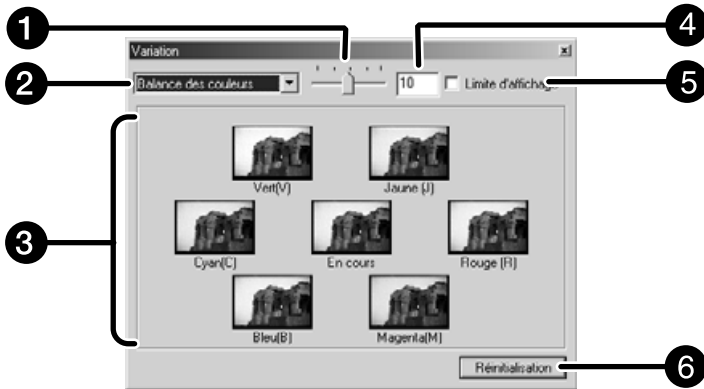 1 4
Variation
2 Balance des couleurs 10 Limite d'affichag 5
Vert(V) Jaune (J)
3
Cyan(C) En cours Rouge (R)
Bleu(B) Magenta(M)
Réinitialisation 6